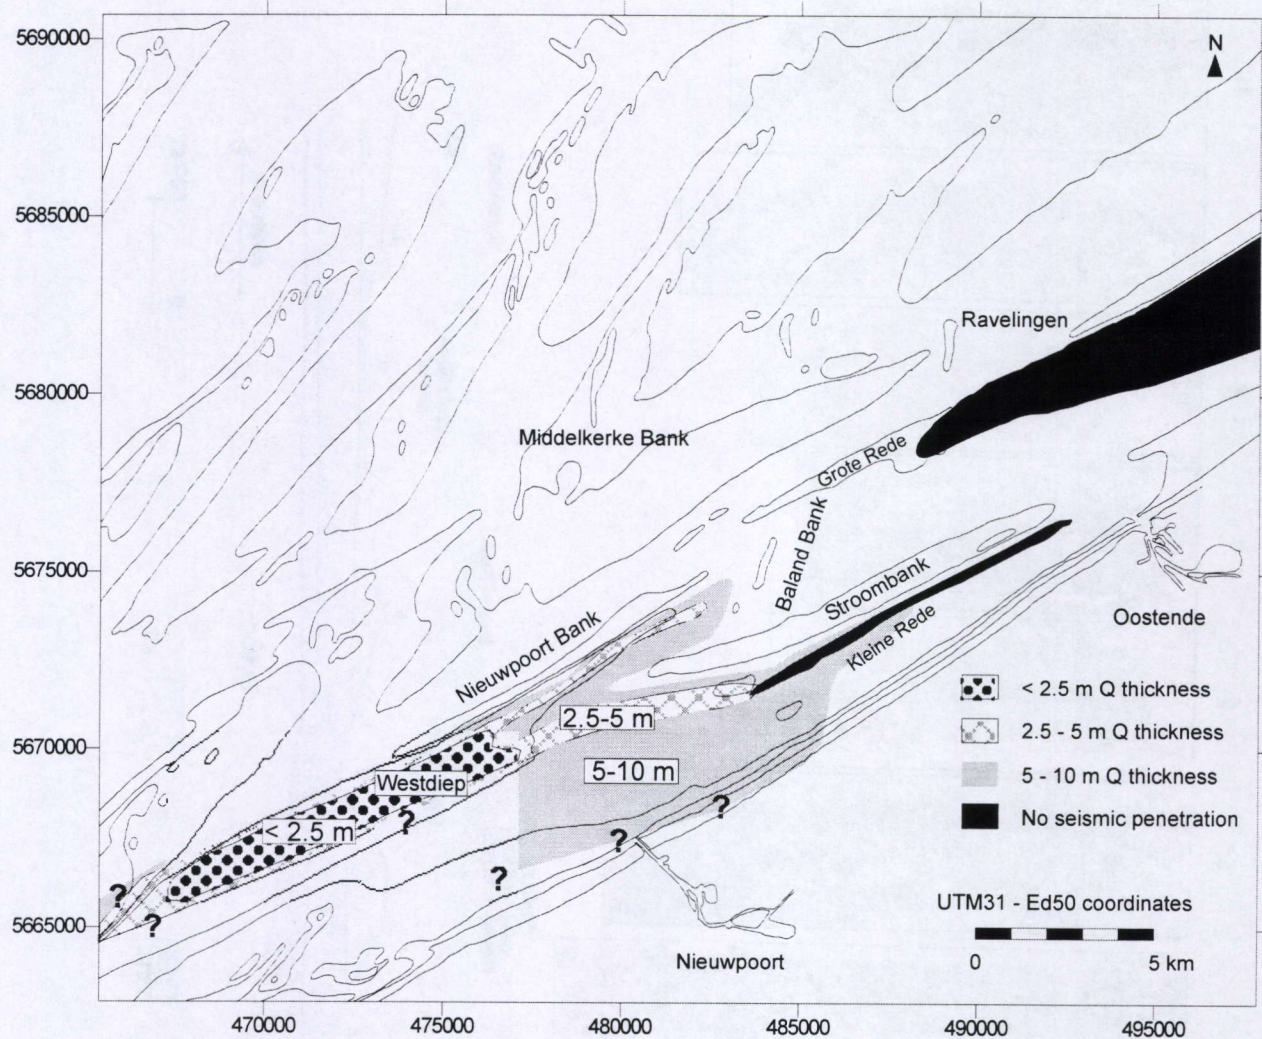 5690000
N
5685000
Ravelingen
5680000
Middelkerke Bank
Grote Rede
Baland Bank
5675000
Stroombank
Oostende
Nieuwpoort Bank
Kleine Rede
< 2.5 m Q thickness
2.5-5 m
2.5 - 5 m Q thickness
5670000
5-10 m
5 - 10 m Q thickness
Westdiep
?
?
No seismic penetration
< 2.5 m
?
?
?
UTM31 - Ed50 coordinates
5665000
?
Nieuwpoort
0
5 km
470000
475000
480000
485000
490000
495000